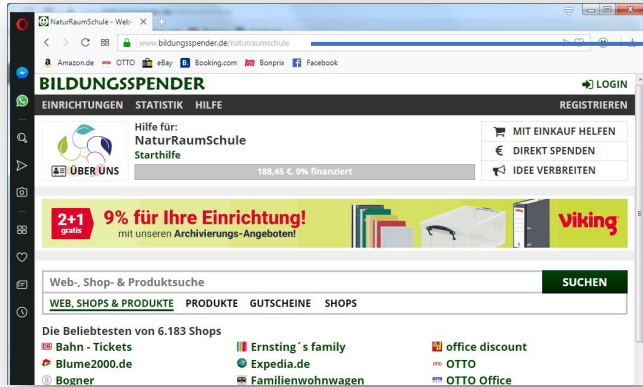 NaturRaumSchule - Web-
www.bildungsspender.de/naturraumschule
Amazon.de OTTO eBay Booking.com Bonprix Facebook
BILDUNGSSPENDER
LOGIN
EINRICHTUNGEN STATISTIK HILFE REGISTRIEREN
Hilfe für:
NaturRaumSchule
Starthilfe
ÜBER UNS
188,45 €, 0% finanziert
MIT EINKAUF HELFEN
€ DIREKT SPENDEN
IDEE VERBREITEN
2+1
gratis
9% für Ihre Einrichtung!
mit unseren Archivierungs-Angeboten!
Viking
Web-, Shop- & Produktsuche
SUCHEN
WEB, SHOPS & PRODUKTE PRODUKTE GUTSCHEINE SHOPS
Die Beliebtesten von 6.183 Shops
Bahn - Tickets Ernsting´s family office discount
Blume2000.de Expedia.de OTTO
Bogner Familienwohnwagen OTTO Office